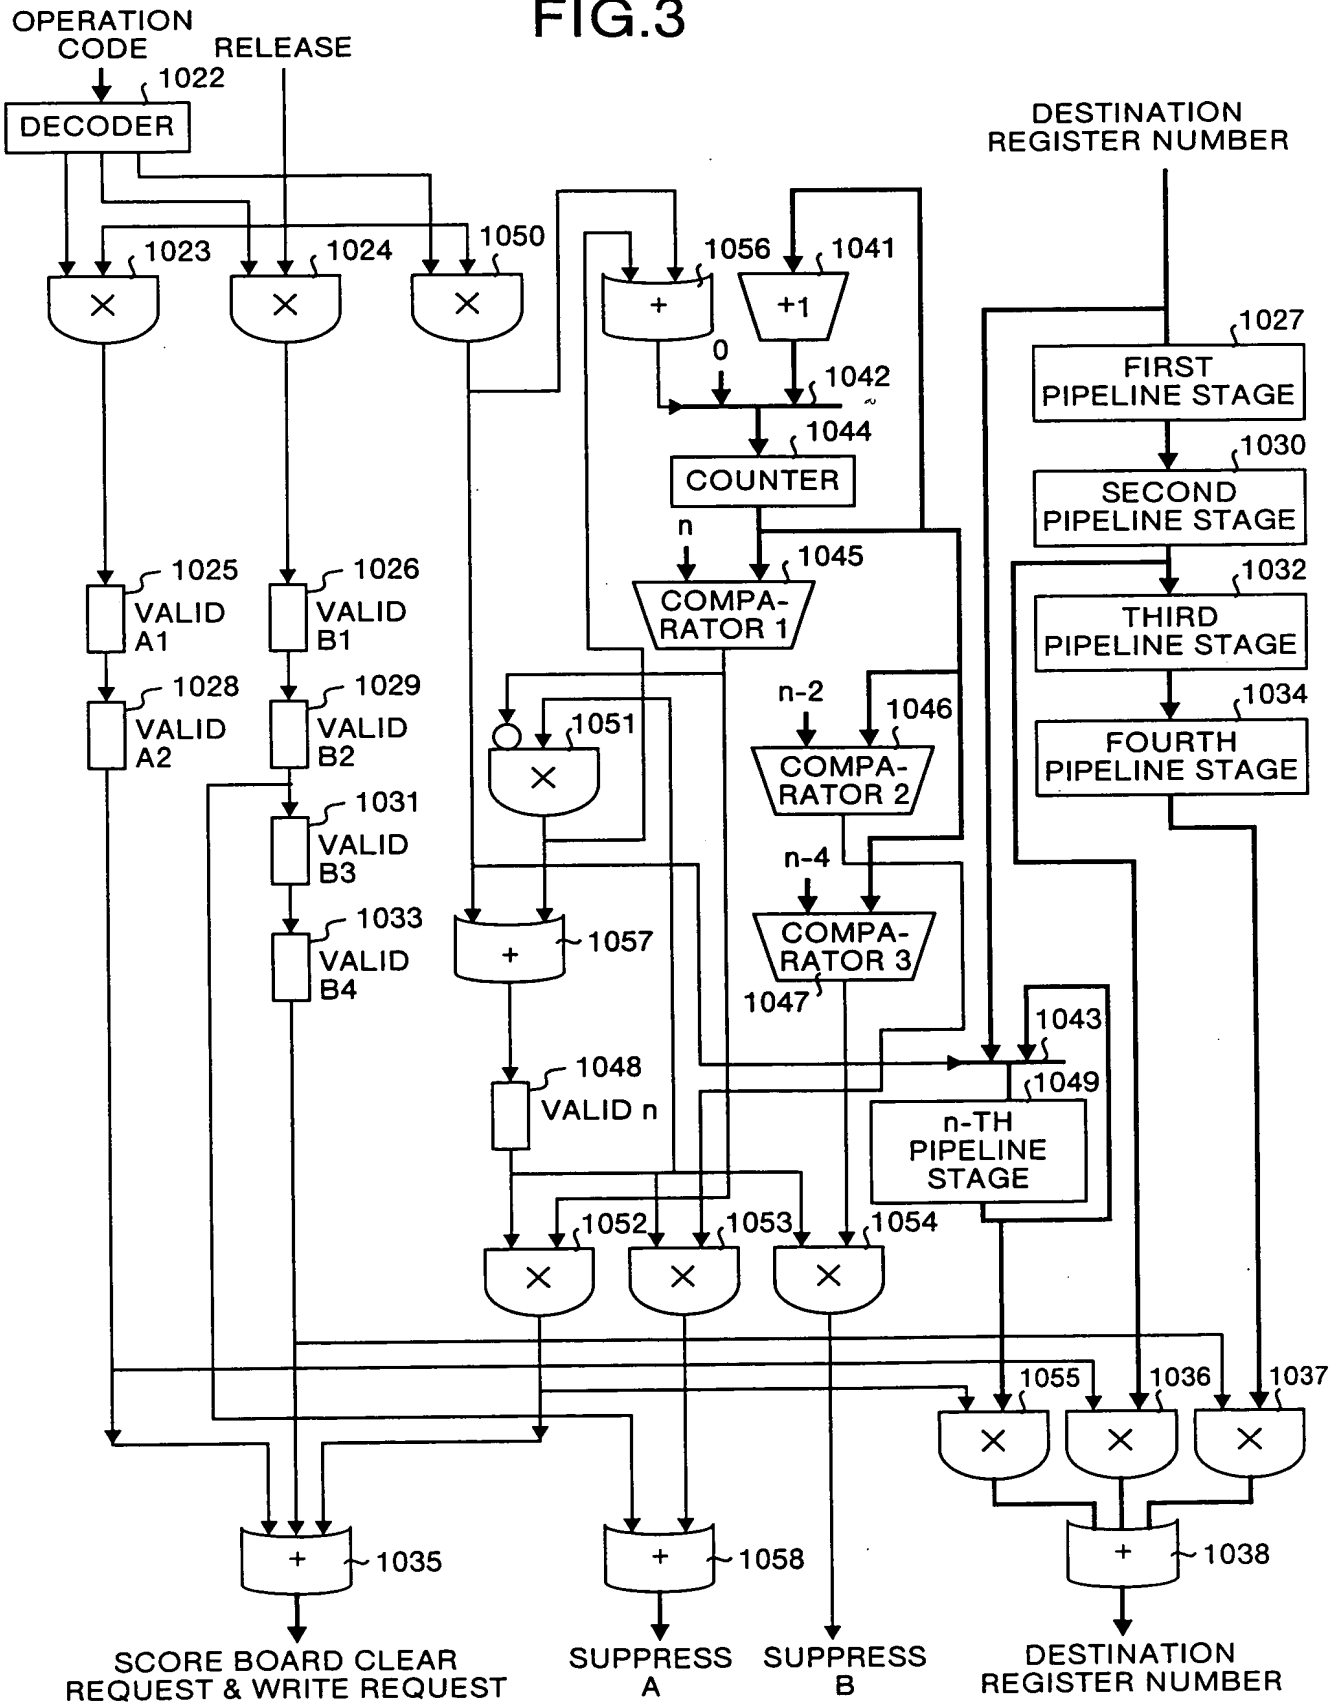 FIG.3
OPERATION
CODE
RELEASE
1022
DECODER
DESTINATION
REGISTER NUMBER
1023
1024
1050
1056
1041
×
×
×
+
+1
0
1042
1027
FIRST
PIPELINE STAGE
1044
COUNTER
1030
SECOND
PIPELINE STAGE
n
1045
COMPA-
RATOR 1
1025
VALID
A1
1026
VALID
B1
1032
THIRD
PIPELINE STAGE
1028
VALID
A2
1029
VALID
B2
1051
×
n-2
1046
COMPA-
RATOR 2
1034
FOURTH
PIPELINE STAGE
1031
VALID
B3
n-4
COMPA-
RATOR 3
1047
1033
VALID
B4
+
1057
1043
1048
VALID n
1049
n-TH
PIPELINE
STAGE
1052
1053
1054
×
×
×
1055
1036
1037
×
×
×
+
1035
+
1058
+
1038
SCORE BOARD CLEAR
REQUEST & WRITE REQUEST
SUPPRESS
A
SUPPRESS
B
DESTINATION
REGISTER NUMBER